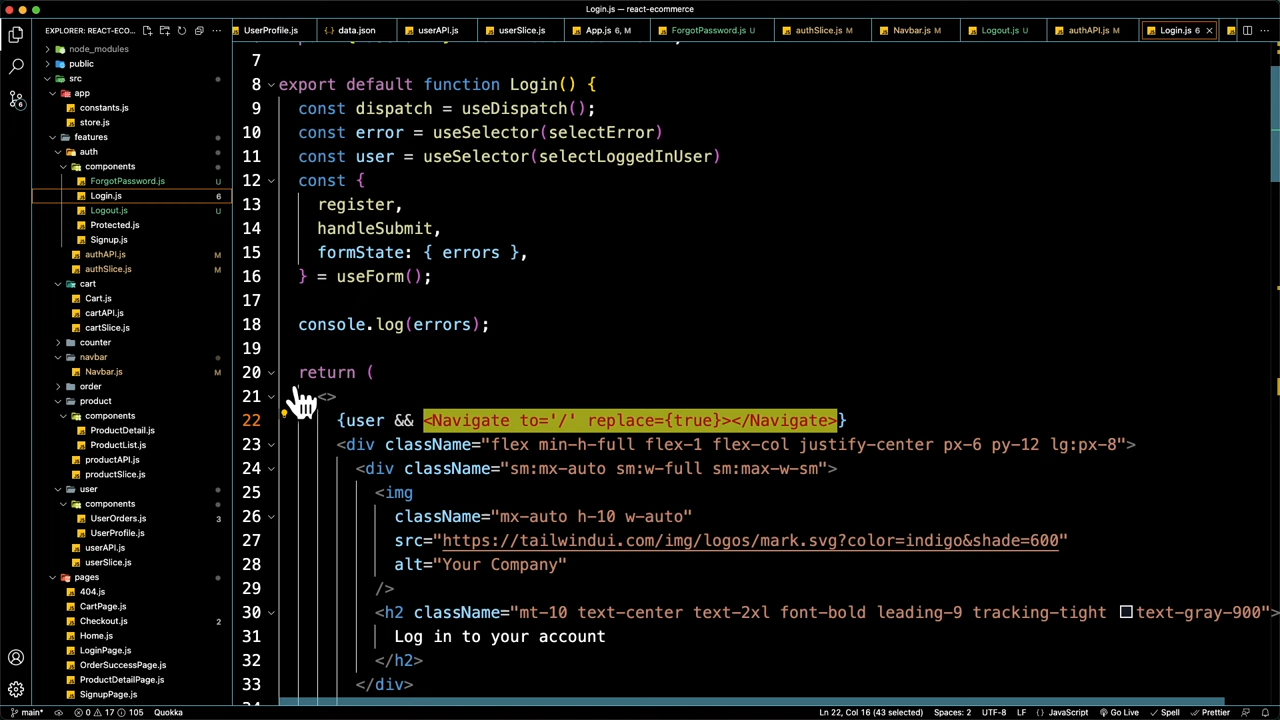 Login.js — react-ecommerce
EXPLORER: REACT-ECO...
UserProfile.js
data.json
userAPI.js
userSlice.js
App.js 6, M
ForgotPassword.js U
authSlice.js M
Navbar.js M
Logout.js U
authAPI.js M
Login.js 6
node_modules
public
src
app
constants.js
store.js
features
auth
components
ForgotPassword.js U
Login.js 6
Logout.js U
Protected.js
Signup.js
authAPI.js M
authSlice.js M
cart
Cart.js
cartAPI.js
cartSlice.js
counter
navbar
Navbar.js M
order
product
components
ProductDetail.js
ProductList.js
productAPI.js
productSlice.js
user
components
UserOrders.js 3
UserProfile.js
userAPI.js
userSlice.js
pages
404.js
CartPage.js
Checkout.js 2
Home.js
LoginPage.js
OrderSuccessPage.js
ProductDetailPage.js
SignupPage.js
7
8 export default function Login() {
9 const dispatch = useDispatch();
10 const error = useSelector(selectError)
11 const user = useSelector(selectLoggedInUser)
12 const {
13 register,
14 handleSubmit,
15 formState: { errors },
16 } = useForm();
17
18 console.log(errors);
19
20 return (
21 <>
22 {user && <Navigate to='/' replace={true}></Navigate>}
23 <div className="flex min-h-full flex-1 flex-col justify-center px-6 py-12 lg:px-8">
24 <div className="sm:mx-auto sm:w-full sm:max-w-sm">
25 <img
26 className="mx-auto h-10 w-auto"
27 src="https://tailwindui.com/img/logos/mark.svg?color=indigo&shade=600"
28 alt="Your Company"
29 />
30 <h2 className="mt-10 text-center text-2xl font-bold leading-9 tracking-tight text-gray-900">
31 Log in to your account
32 </h2>
33 </div>
main* 0 17 105 Quokka Ln 22, Col 16 (43 selected) Spaces: 2 UTF-8 LF {} JavaScript Go Live Spell Prettier